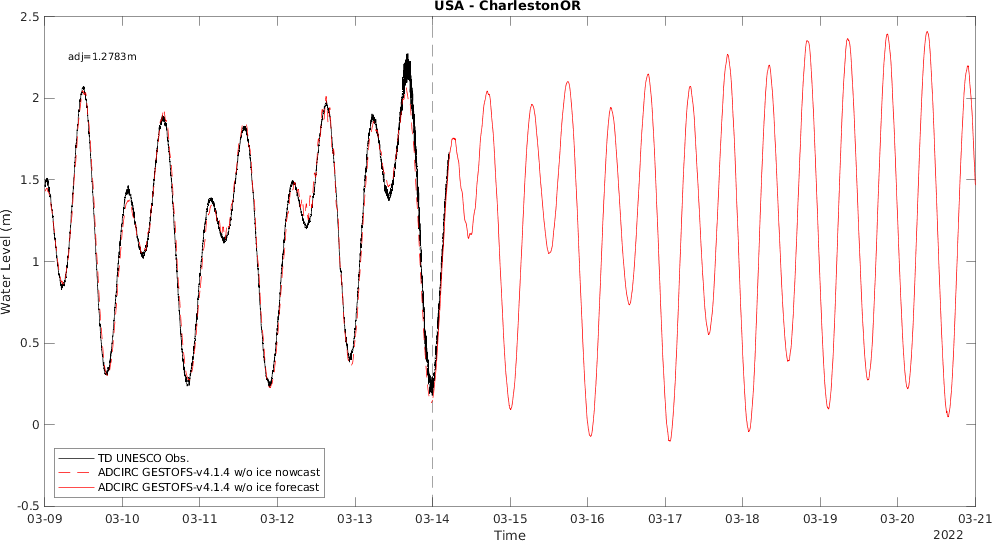 USA - CharlestonOR
2.5
adj=1.2783m
2
1.5
1
0.5
0
-0.5
Water Level (m)
TD UNESCO Obs.
ADCIRC GESTOFS-v4.1.4 w/o ice nowcast
ADCIRC GESTOFS-v4.1.4 w/o ice forecast
03-09 03-10 03-11 03-12 03-13 03-14 03-15 03-16 03-17 03-18 03-19 03-20 03-21
Time
2022